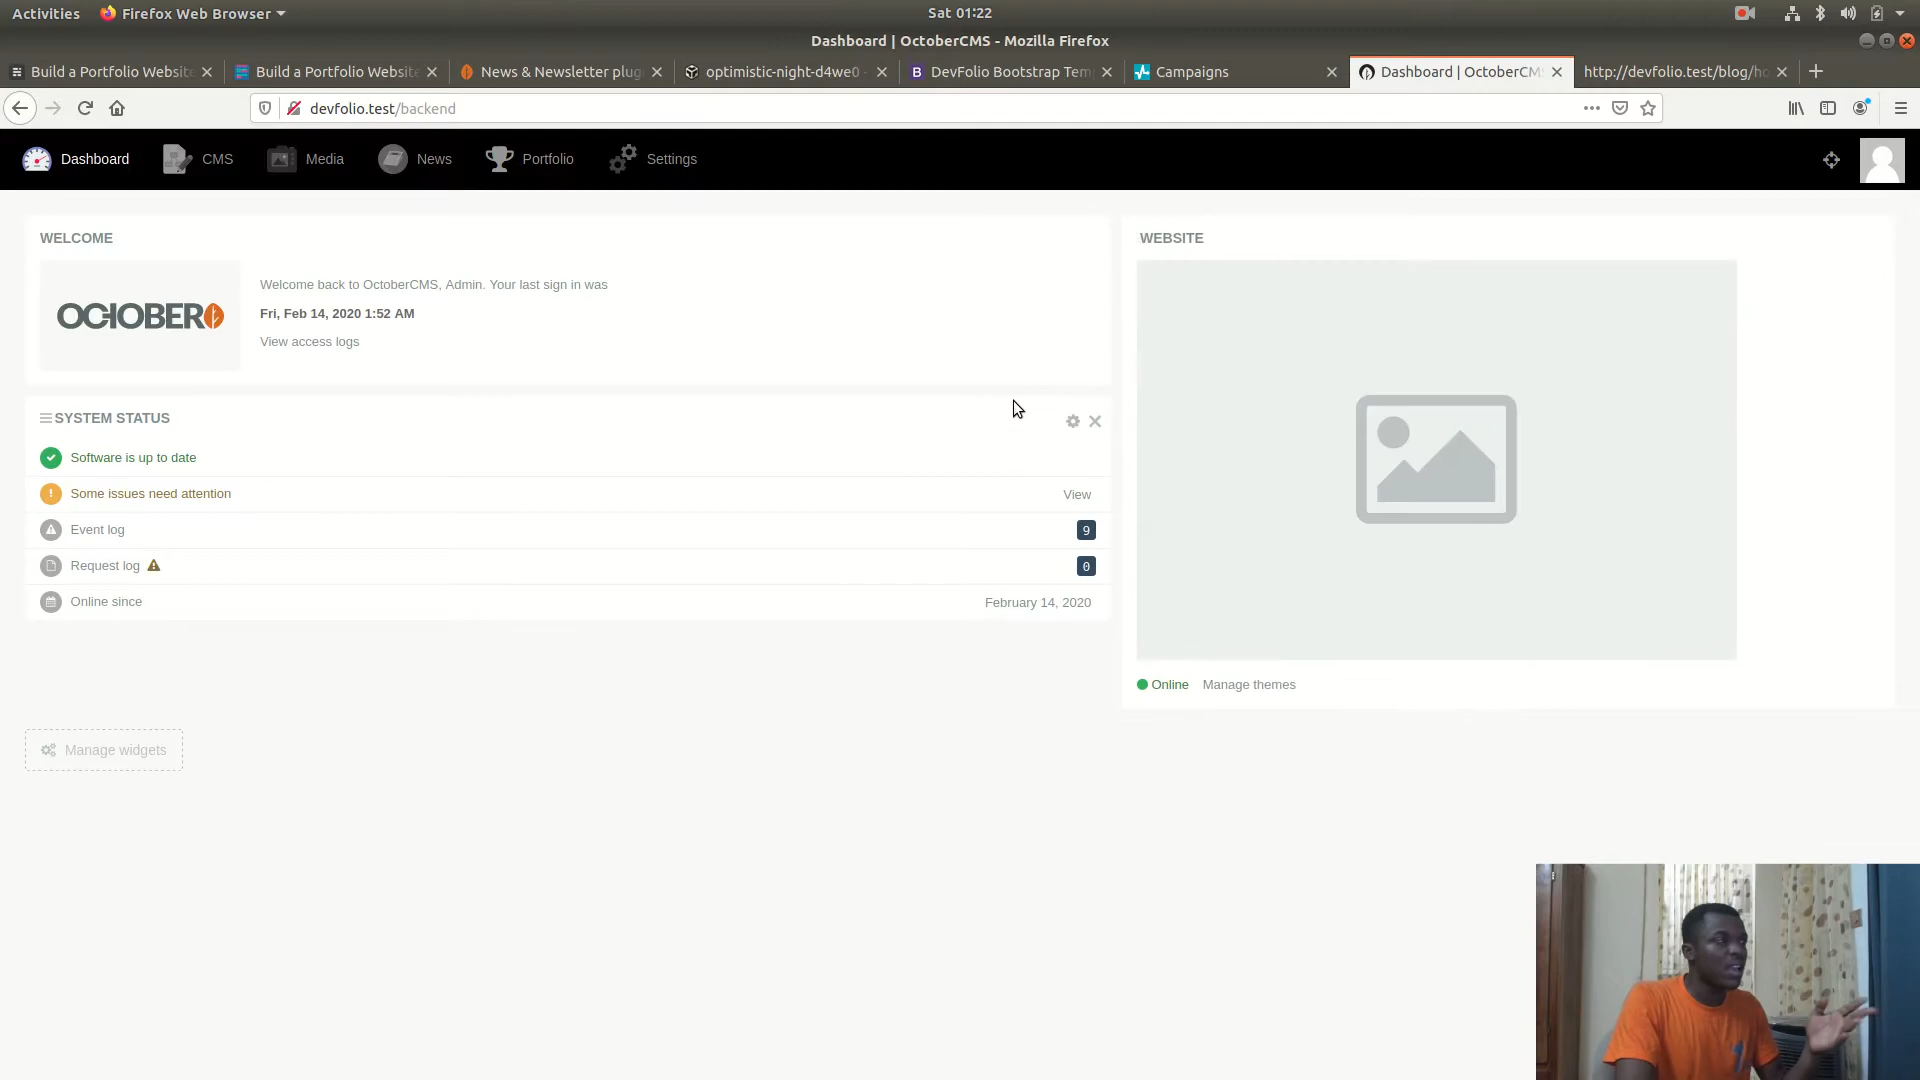 Activities Firefox Web Browser Sat 01:22
Dashboard | OctoberCMS - Mozilla Firefox
Build a Portfolio Website Build a Portfolio Website News & Newsletter plug optimistic-night-d4we0 - DevFolio Bootstrap Tem Campaigns Dashboard | OctoberCM http://devfolio.test/blog/ho
devfolio.test/backend
Dashboard CMS Media News Portfolio Settings
WELCOME
OCTOBER
Welcome back to OctoberCMS, Admin. Your last sign in was
Fri, Feb 14, 2020 1:52 AM
View access logs
SYSTEM STATUS
Software is up to date
Some issues need attention View
Event log 9
Request log 0
Online since February 14, 2020
WEBSITE
Online Manage themes
Manage widgets